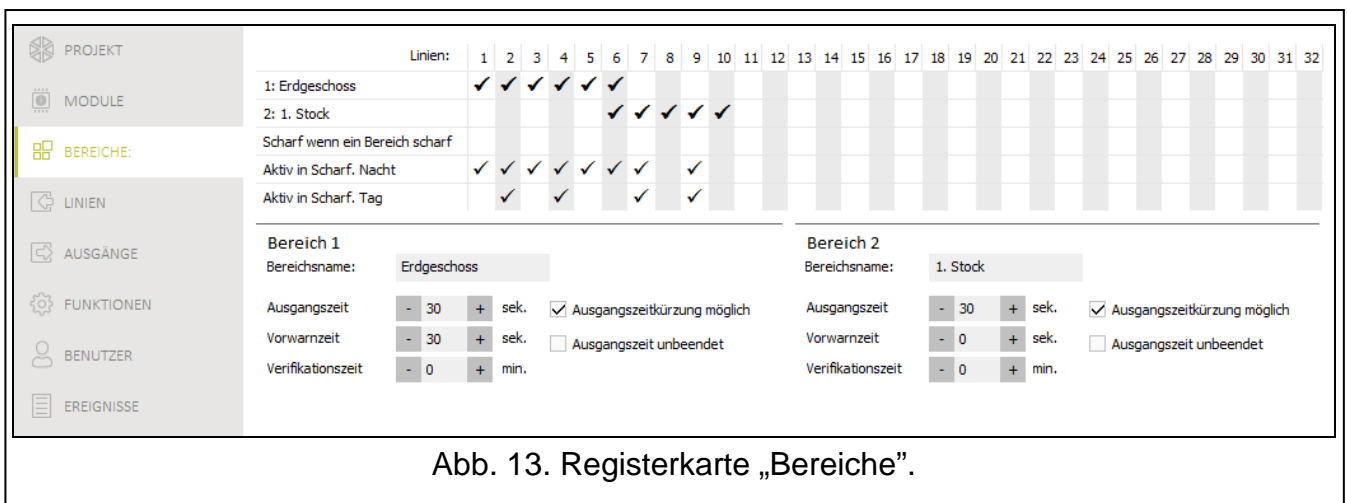 PROJEKT
MODULE
BEREICHE:
LINIEN
AUSGÄNGE
FUNKTIONEN
BENUTZER
EREIGNISSE
Linien: 1 2 3 4 5 6 7 8 9 10 11 12 13 14 15 16 17 18 19 20 21 22 23 24 25 26 27 28 29 30 31 32
1: Erdgeschoss ✓ ✓ ✓ ✓ ✓ ✓
2: 1. Stock ✓ ✓ ✓ ✓ ✓
Scharf wenn ein Bereich scharf
Aktiv in Scharf. Nacht ✓ ✓ ✓ ✓ ✓ ✓ ✓ ✓
Aktiv in Scharf. Tag ✓ ✓ ✓ ✓
Bereich 1
Bereichsname: Erdgeschoss
Ausgangszeit - 30 + sek. ✓ Ausgangszeitkürzung möglich
Vorwarnzeit - 30 + sek. Ausgangszeit unbeendet
Verifikationszeit - 0 + min.
Bereich 2
Bereichsname: 1. Stock
Ausgangszeit - 30 + sek. ✓ Ausgangszeitkürzung möglich
Vorwarnzeit - 0 + sek. Ausgangszeit unbeendet
Verifikationszeit - 0 + min.
Abb. 13. Registerkarte „Bereiche”.